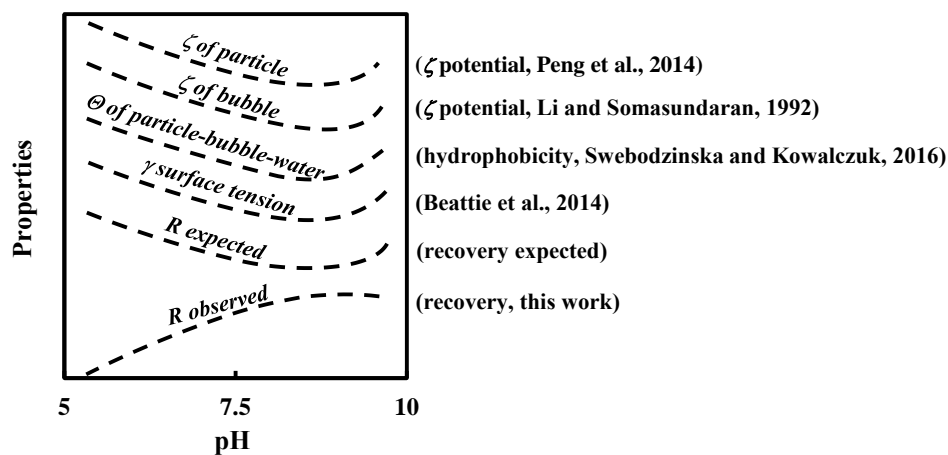 ζ of particle
(ζ potential, Peng et al., 2014)
ζ of bubble
(ζ potential, Li and Somasundaran, 1992)
Θ of particle-bubble-water
(hydrophobicity, Swebodzinska and Kowalczuk, 2016)
γ surface tension
(Beattie et al., 2014)
R expected
(recovery expected)
R observed
(recovery, this work)
Properties
5
7.5
10
pH